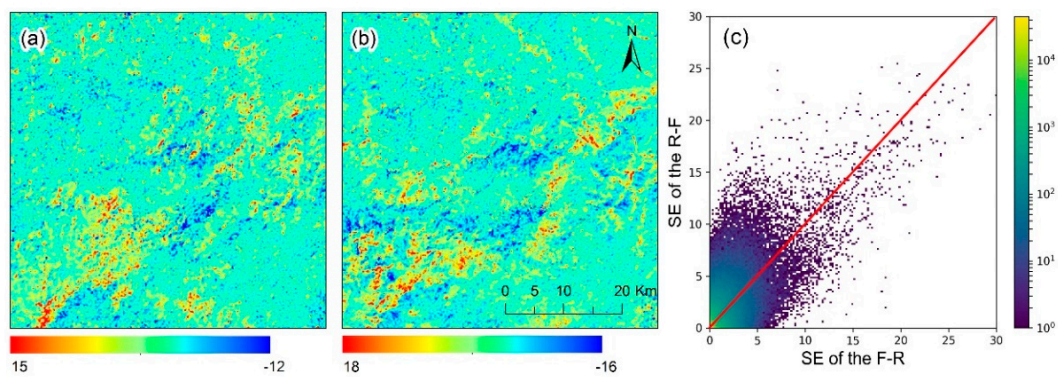 (a)
(b)
N
0 5 10 20 Km
15 -12
18 -16
(c)
30
25
20
15
10
5
0
0 5 10 15 20 25 30
SE of the R-F
SE of the F-R
10⁴
10³
10²
10¹
10⁰